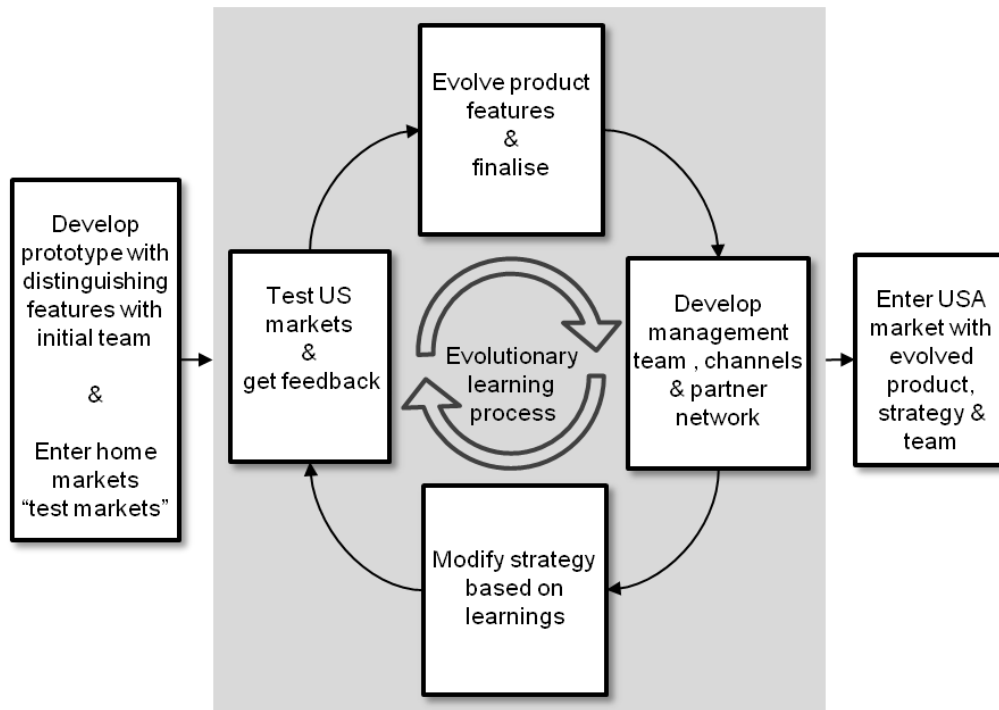 Develop
prototype with
distinguishing
features with
initial team
&
Enter home
markets
“test markets”
Test US
markets
&
get feedback
Evolve product
features
&
finalise
Evolutionary
learning
process
Develop
management
team , channels
& partner
network
Modify strategy
based on
learnings
Enter USA
market with
evolved
product,
strategy &
team